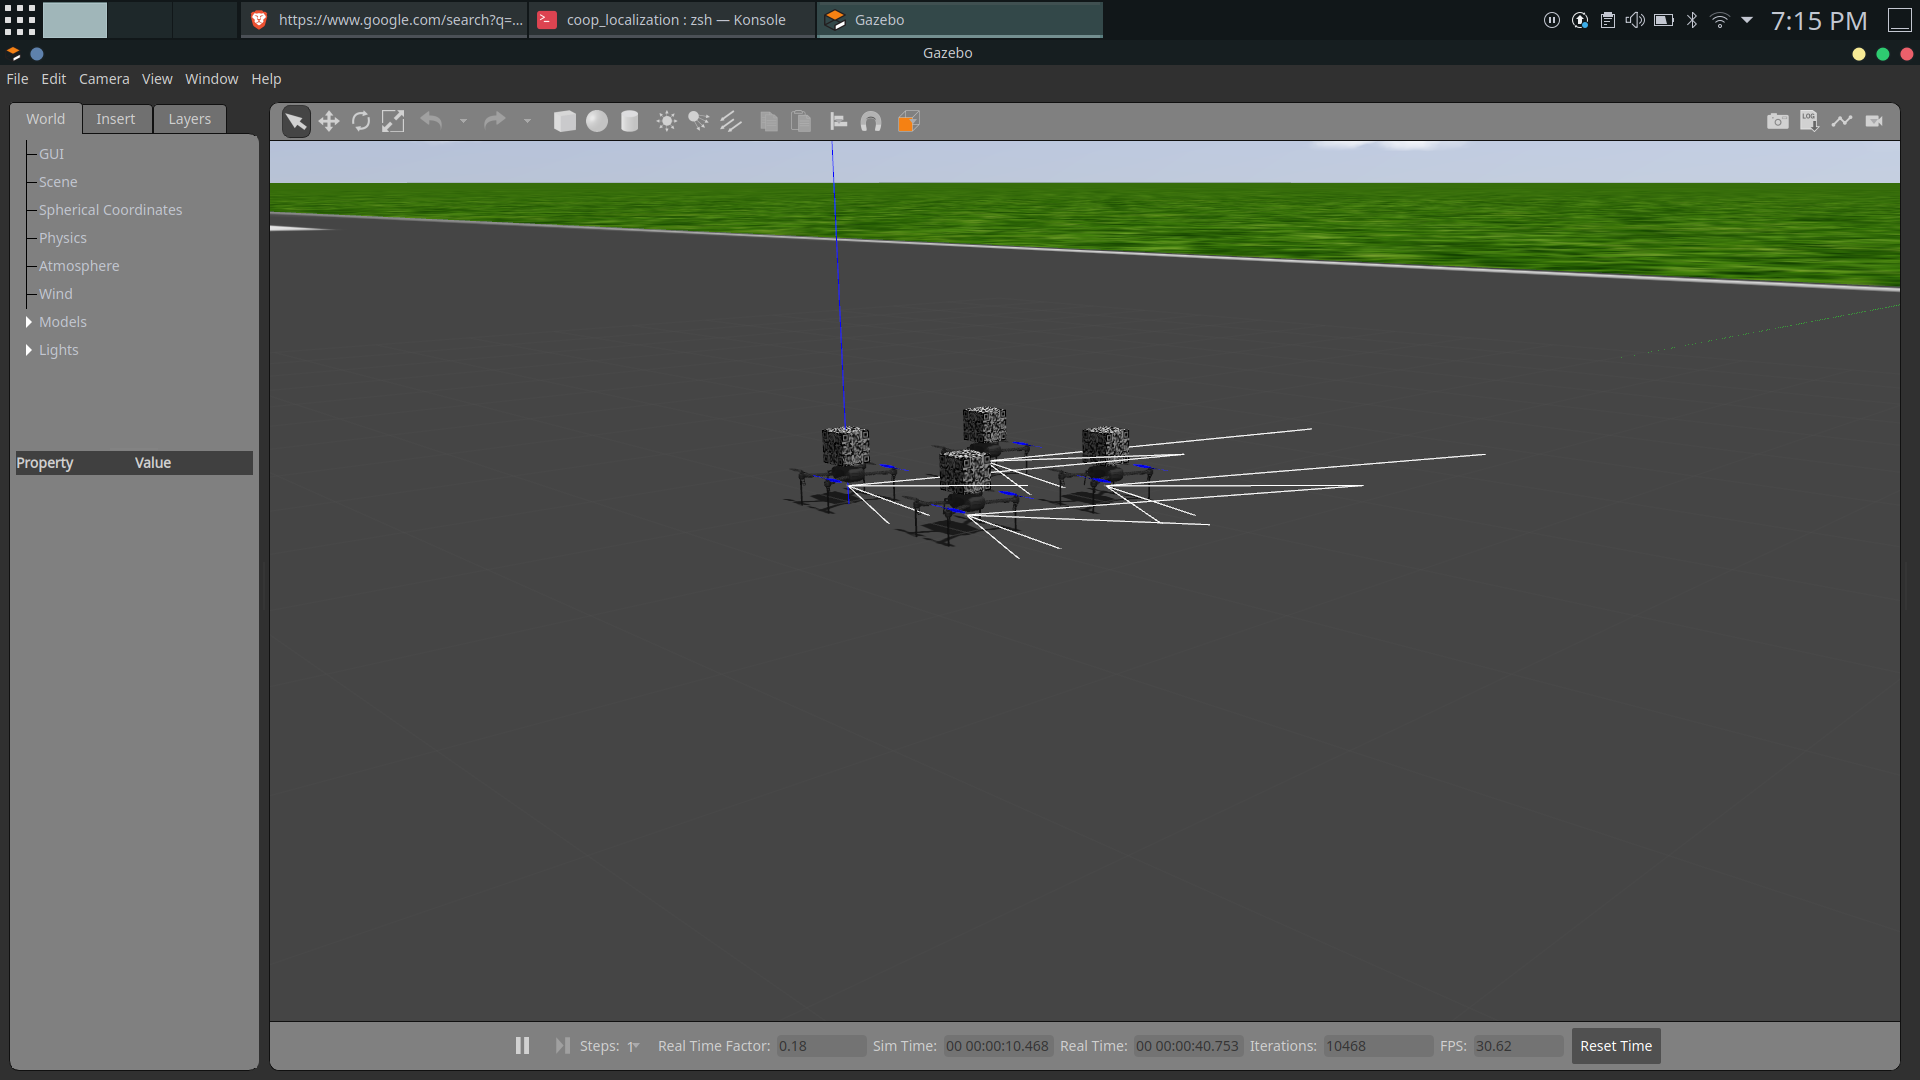 https://www.google.com/search?q=...
coop_localization : zsh — Konsole
Gazebo
7:15 PM
Gazebo
File Edit Camera View Window Help
World Insert Layers
LOG
GUI
Scene
Spherical Coordinates
Physics
Atmosphere
Wind
Models
Lights
Property Value
Steps: 1 Real Time Factor: 0.18 Sim Time: 00 00:00:10.468 Real Time: 00 00:00:40.753 Iterations: 10468 FPS: 30.62 Reset Time